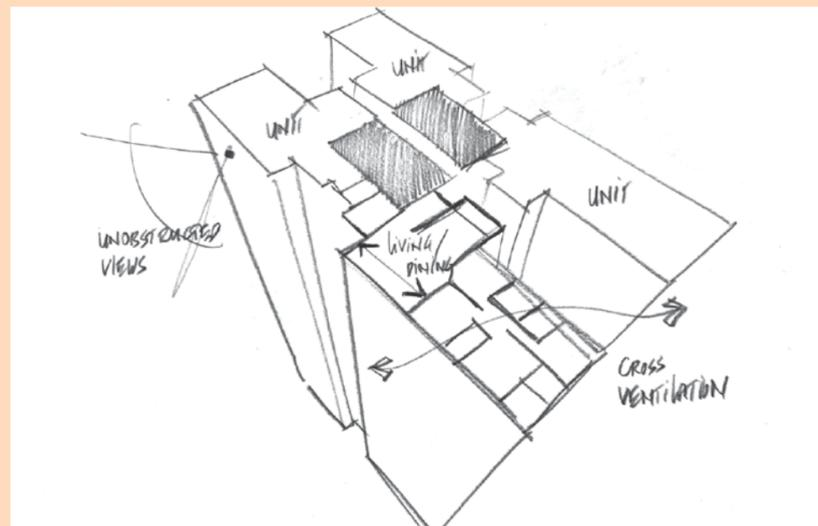 UNIT
UNIT
UNIT
UNOBSTRUCTED
VIEWS
LIVING/
DINING
CROSS
VENTILATION